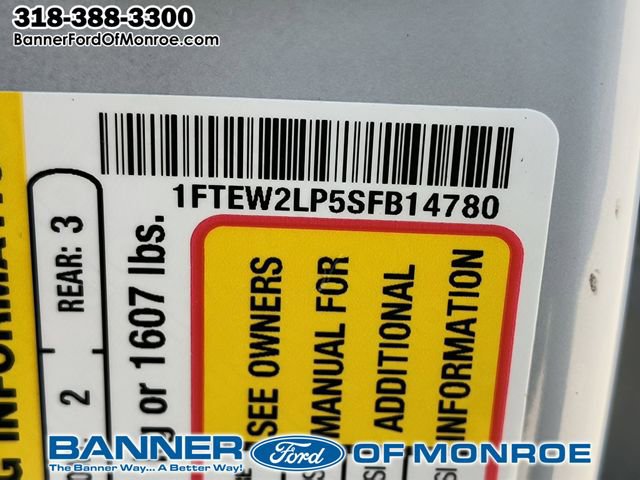 318-388-3300
BannerFordOfMonroe.com
1FTEW2LP5SFB14780
REAR: 3
2
or 1607 lbs.
SEE OWNERS
MANUAL FOR
ADDITIONAL
INFORMATION
BANNER Ford OF MONROE
The Banner Way... A Better Way!